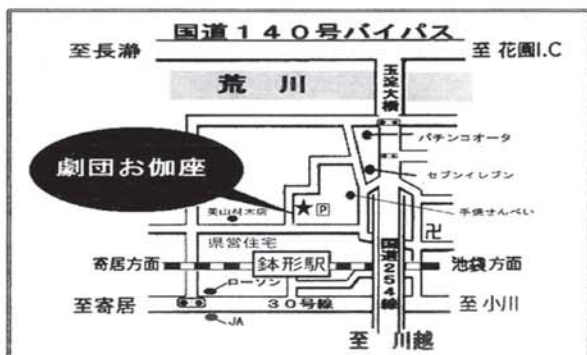 国道140号バイパス
至長瀞
至 花園I.C
玉淀大橋
荒川
パチンコオータ
劇団お伽座
セブンイレブン
P
手焼せんべい
美山材木店
県営住宅
寄居方面
鉢形駅
国道254線
池袋方面
ローソン
至寄居
30号線
至小川
JA
至 川越